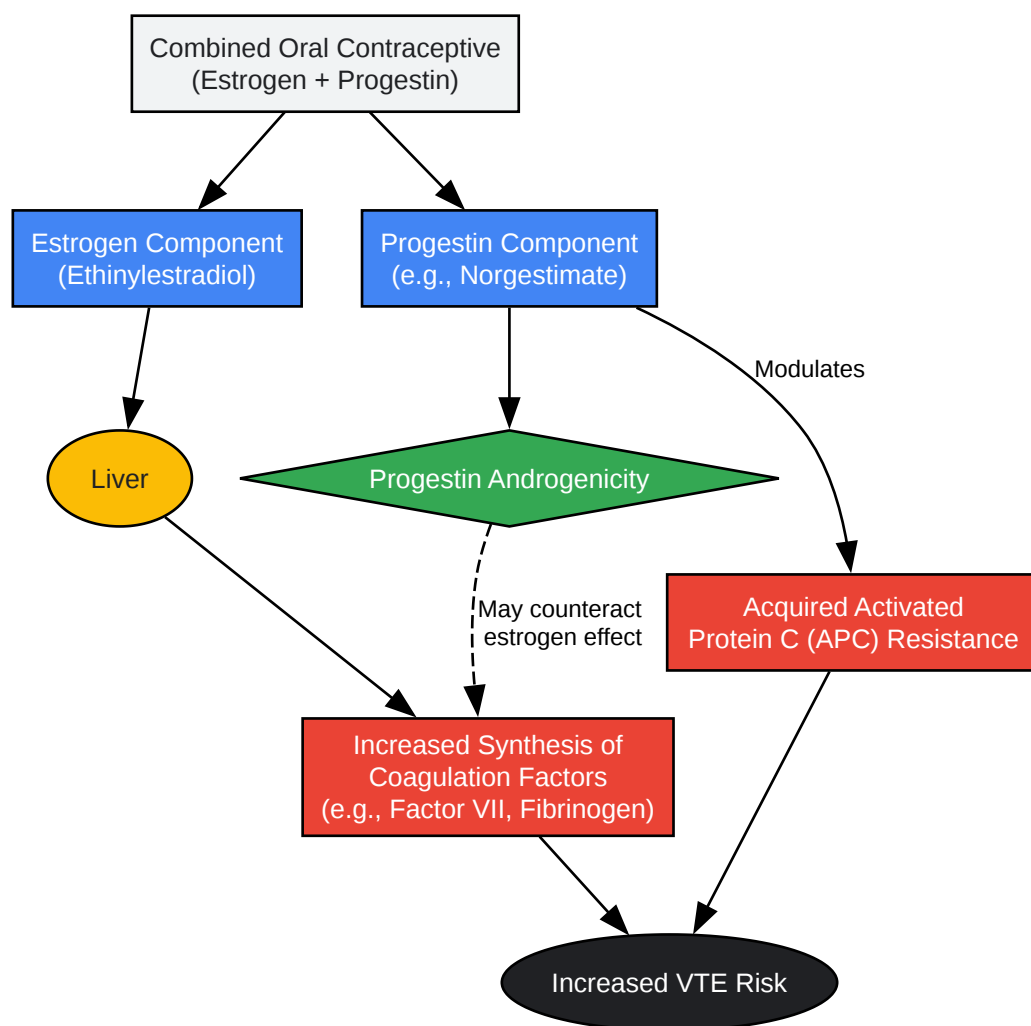 Combined Oral Contraceptive
(Estrogen + Progestin)
Estrogen Component
(Ethinylestradiol)
Progestin Component
(e.g., Norgestimate)
Modulates
Liver
Progestin Androgenicity
May counteract
estrogen effect
Acquired Activated
Protein C (APC) Resistance
Increased Synthesis of
Coagulation Factors
(e.g., Factor VII, Fibrinogen)
Increased VTE Risk